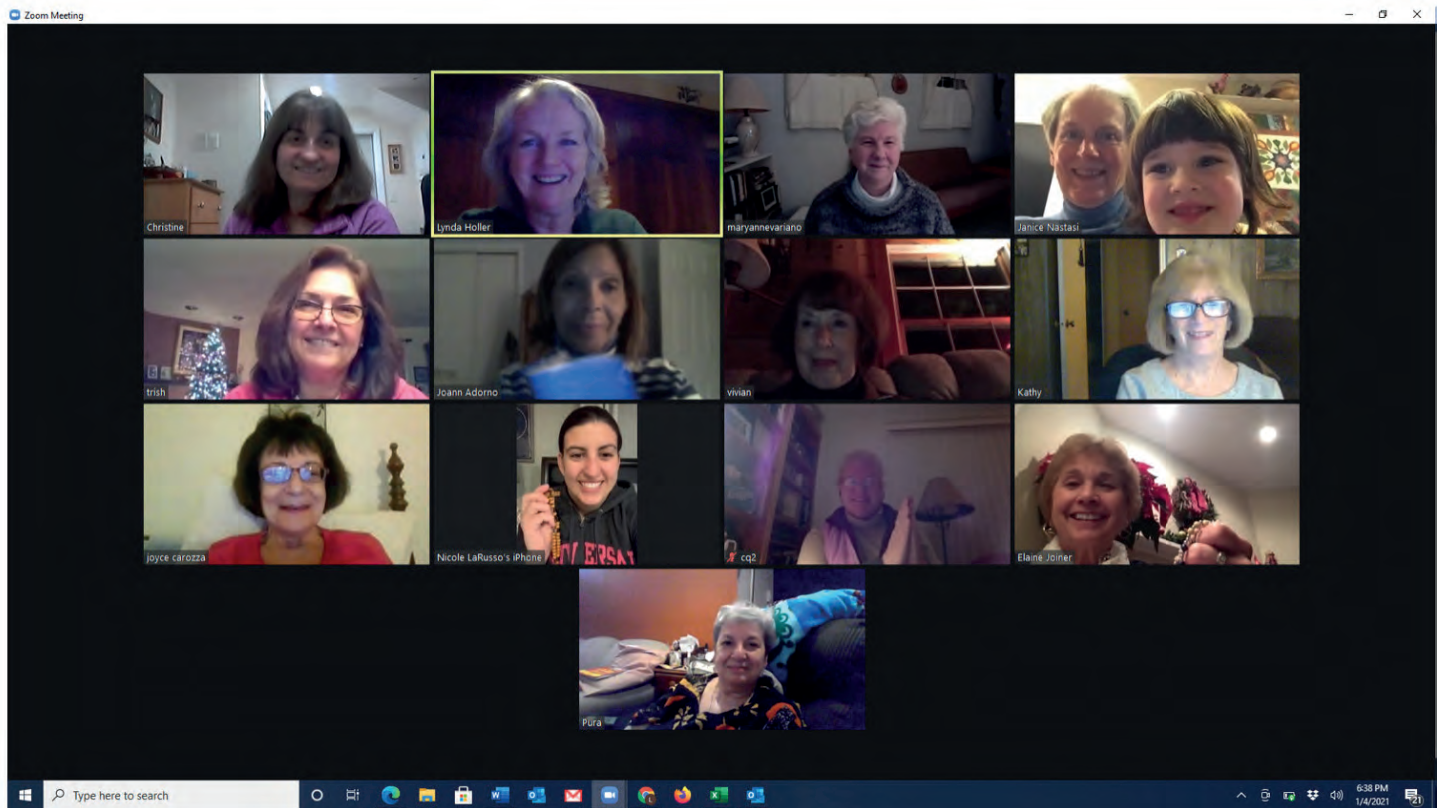 Zoom Meeting
Christine
Lynda Holler
maryannevariano
Janice Nastasi
trish
Joann Adorno
vivian
Kathy
joyce carozza
Nicole LaRusso's iPhone
cq2
Elaine Joiner
Pura
Type here to search
6:38 PM
1/4/2021
21